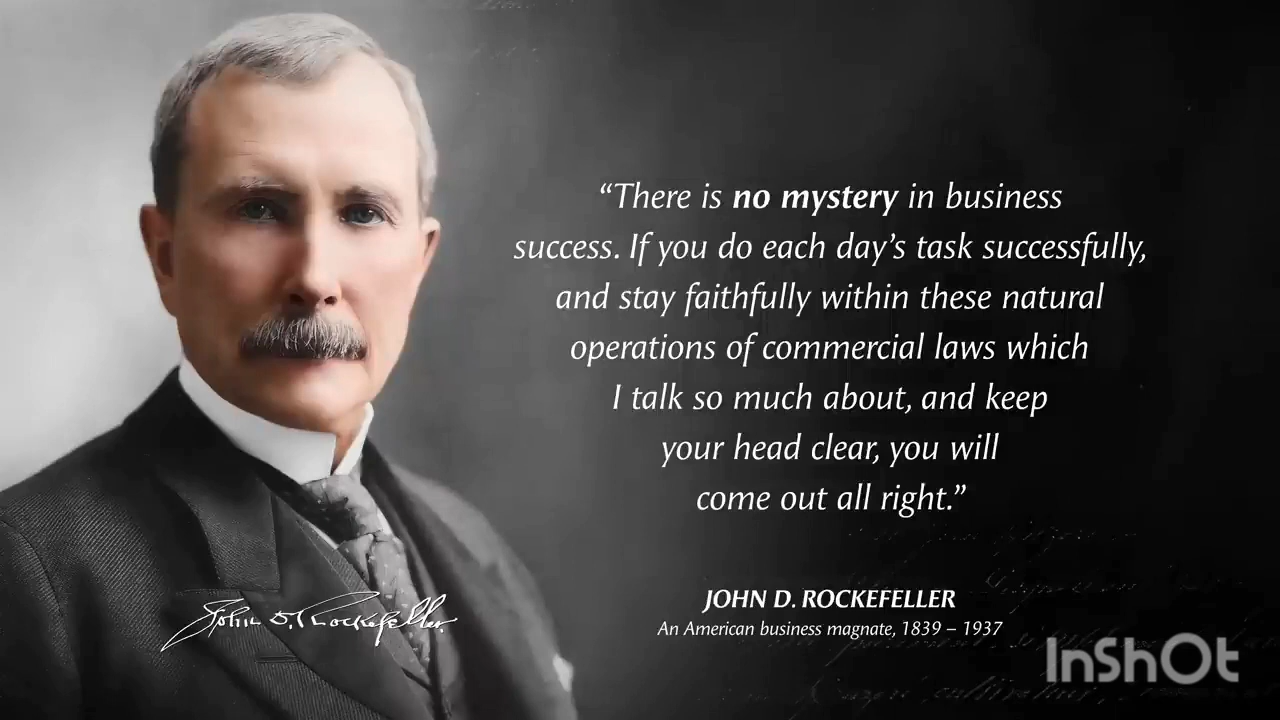 “There is no mystery in business
success. If you do each day’s task successfully,
and stay faithfully within these natural
operations of commercial laws which
I talk so much about, and keep
your head clear, you will
come out all right.”
John D. Rockefeller
JOHN D. ROCKEFELLER
An American business magnate, 1839 – 1937
InShOt